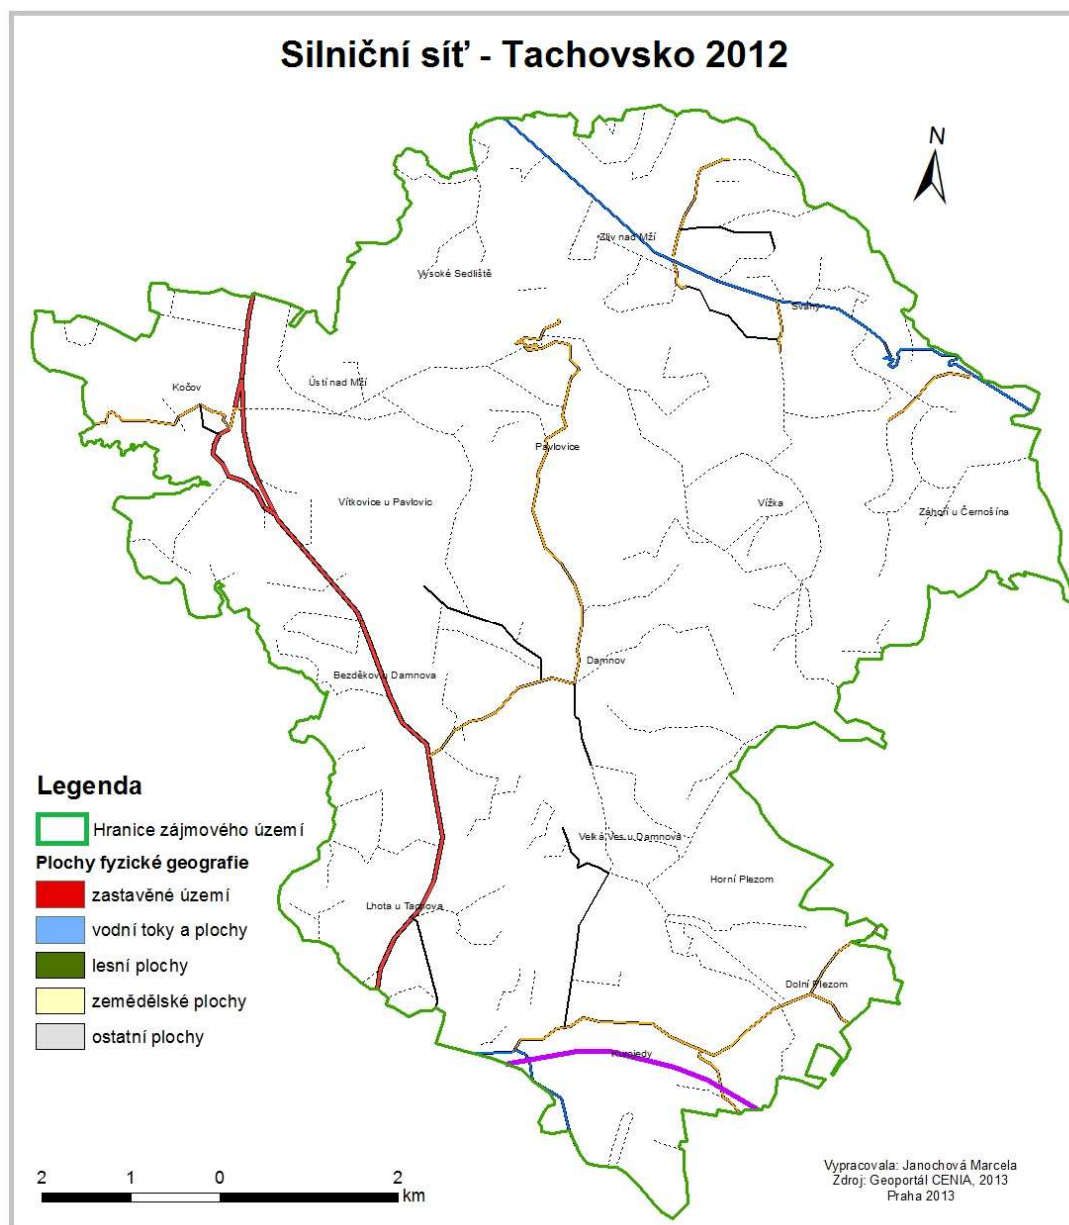 Silniční síť - Tachovsko 2012
N
Zliv nad Mží
Vysoké Sedliště
Svahy
Kočov
Ústí nad Mží
Pavlovice
Vítkovice u Pavlovic
Vížka
Záhoří u Černošína
Damnov
Bezděkov u Damnova
Velká Ves u Damnova
Horní Plezom
Lhota u Tachova
Dolní Plezom
Kurojedy
Legenda
Hranice zájmového území
Plochy fyzické geografie
zastavěné území
vodní toky a plochy
lesní plochy
zemědělské plochy
ostatní plochy
2 1 0 2
km
Vypracovala: Janochová Marcela
Zdroj: Geoportál CENIA, 2013
Praha 2013